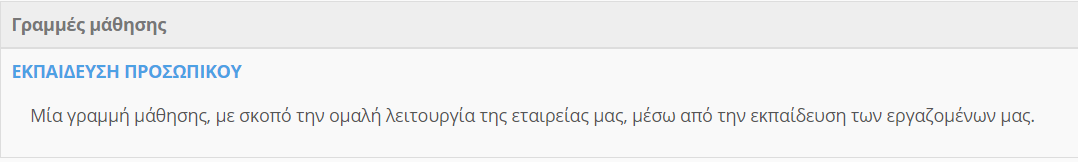 Γραμμές μάθησης
ΕΚΠΑΙΔΕΥΣΗ ΠΡΟΣΩΠΙΚΟΥ
Μία γραμμή μάθησης, με σκοπό την ομαλή λειτουργία της εταιρείας μας, μέσω από την εκπαίδευση των εργαζομένων μας.